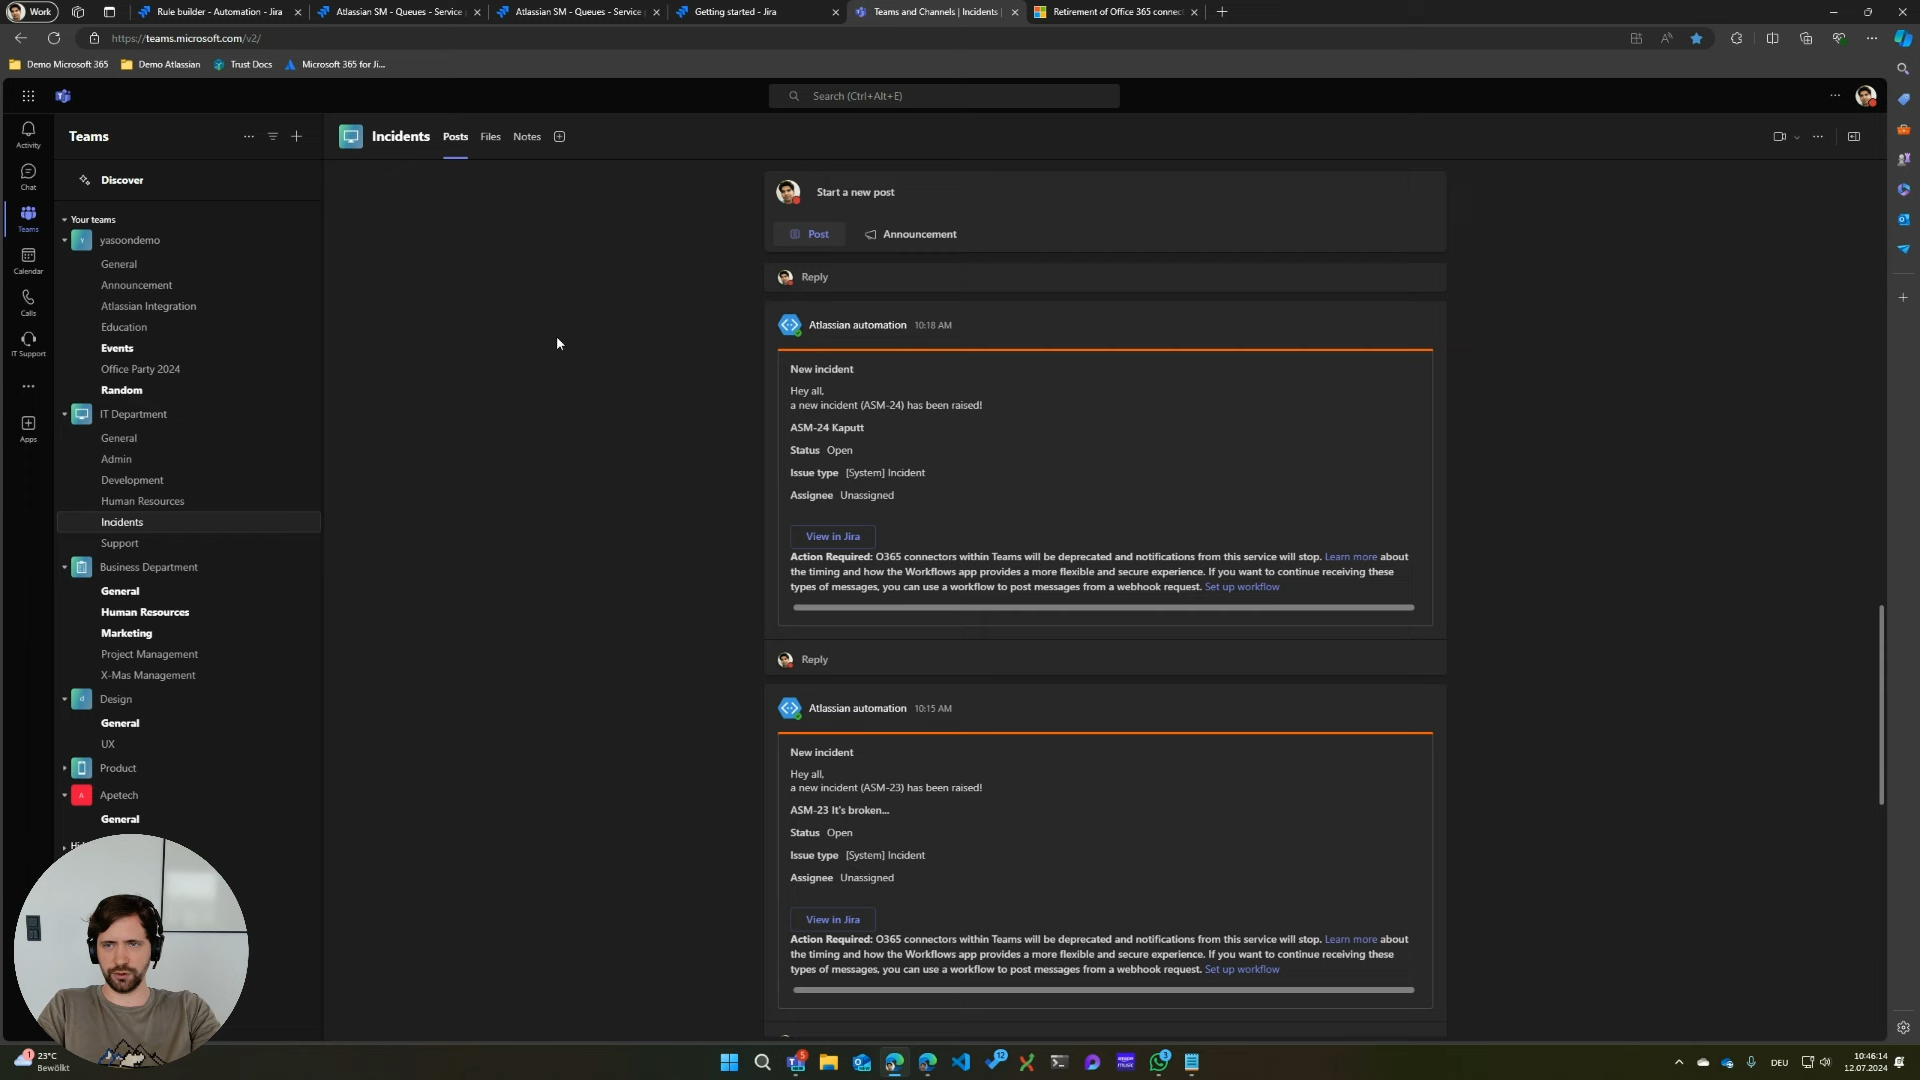 Work
Rule builder - Automation - Jira
Atlassian SM - Queues - Service
Atlassian SM - Queues - Service
Getting started - Jira
Teams and Channels | Incidents |
Retirement of Office 365 connect
https://teams.microsoft.com/v2/
Demo Microsoft 365
Demo Atlassian
Trust Docs
Microsoft 365 for Ji...
Search (Ctrl+Alt+E)
Activity
Chat
Teams
Calendar
Calls
IT Support
Apps
Teams
Discover
Your teams
yasoondemo
General
Announcement
Atlassian Integration
Education
Events
Office Party 2024
Random
IT Department
General
Admin
Development
Human Resources
Incidents
Support
Business Department
General
Human Resources
Marketing
Project Management
X-Mas Management
Design
General
UX
Product
Apetech
General
Incidents
Posts
Files
Notes
Start a new post
Post
Announcement
Reply
Atlassian automation 10:18 AM
New incident
Hey all,
a new incident (ASM-24) has been raised!
ASM-24 Kaputt
Status Open
Issue type [System] Incident
Assignee Unassigned
View in Jira
Action Required: O365 connectors within Teams will be deprecated and notifications from this service will stop. Learn more about
the timing and how the Workflows app provides a more flexible and secure experience. If you want to continue receiving these
types of messages, you can use a workflow to post messages from a webhook request. Set up workflow
Reply
Atlassian automation 10:15 AM
New incident
Hey all,
a new incident (ASM-23) has been raised!
ASM-23 It's broken...
Status Open
Issue type [System] Incident
Assignee Unassigned
View in Jira
Action Required: O365 connectors within Teams will be deprecated and notifications from this service will stop. Learn more about
the timing and how the Workflows app provides a more flexible and secure experience. If you want to continue receiving these
types of messages, you can use a workflow to post messages from a webhook request. Set up workflow
1
23°C
Bewölkt
5
12
3
DEU
10:46:14
12.07.2024